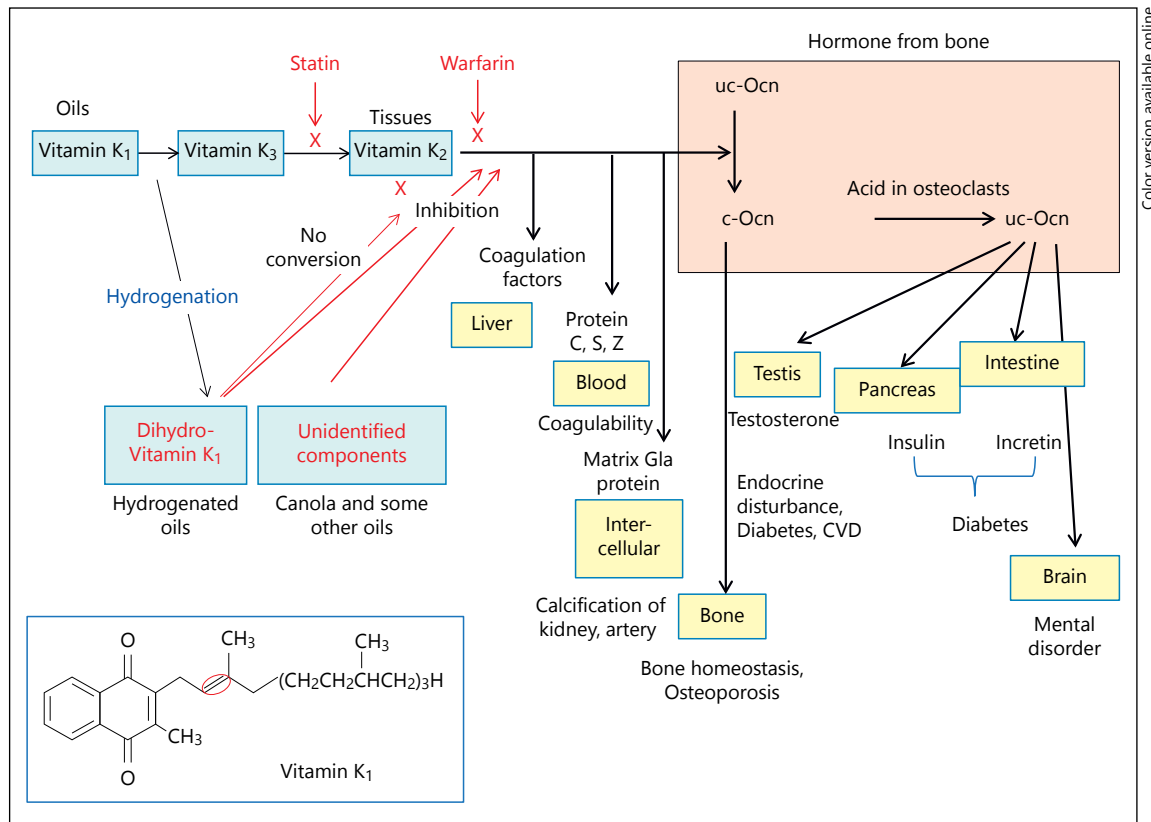 Color version available online
Hormone from bone
Statin
Warfarin
uc-Ocn
Oils
Tissues
Vitamin K1
Vitamin K3
X
Vitamin K2
X
X
Inhibition
Acid in osteoclasts
c-Ocn
uc-Ocn
No
conversion
Coagulation
factors
Hydrogenation
Liver
Protein
C, S, Z
Blood
Coagulability
Testis
Testosterone
Pancreas
Intestine
Insulin
Incretin
Diabetes
Dihydro-
Vitamin K1
Hydrogenated
oils
Unidentified
components
Canola and some
other oils
Matrix Gla
protein
Inter-
cellular
Calcification of
kidney, artery
Endocrine
disturbance,
Diabetes, CVD
Bone
Bone homeostasis,
Osteoporosis
Brain
Mental
disorder
O
CH3
CH3
(CH2CH2CHCH2)3H
CH3
O
Vitamin K1